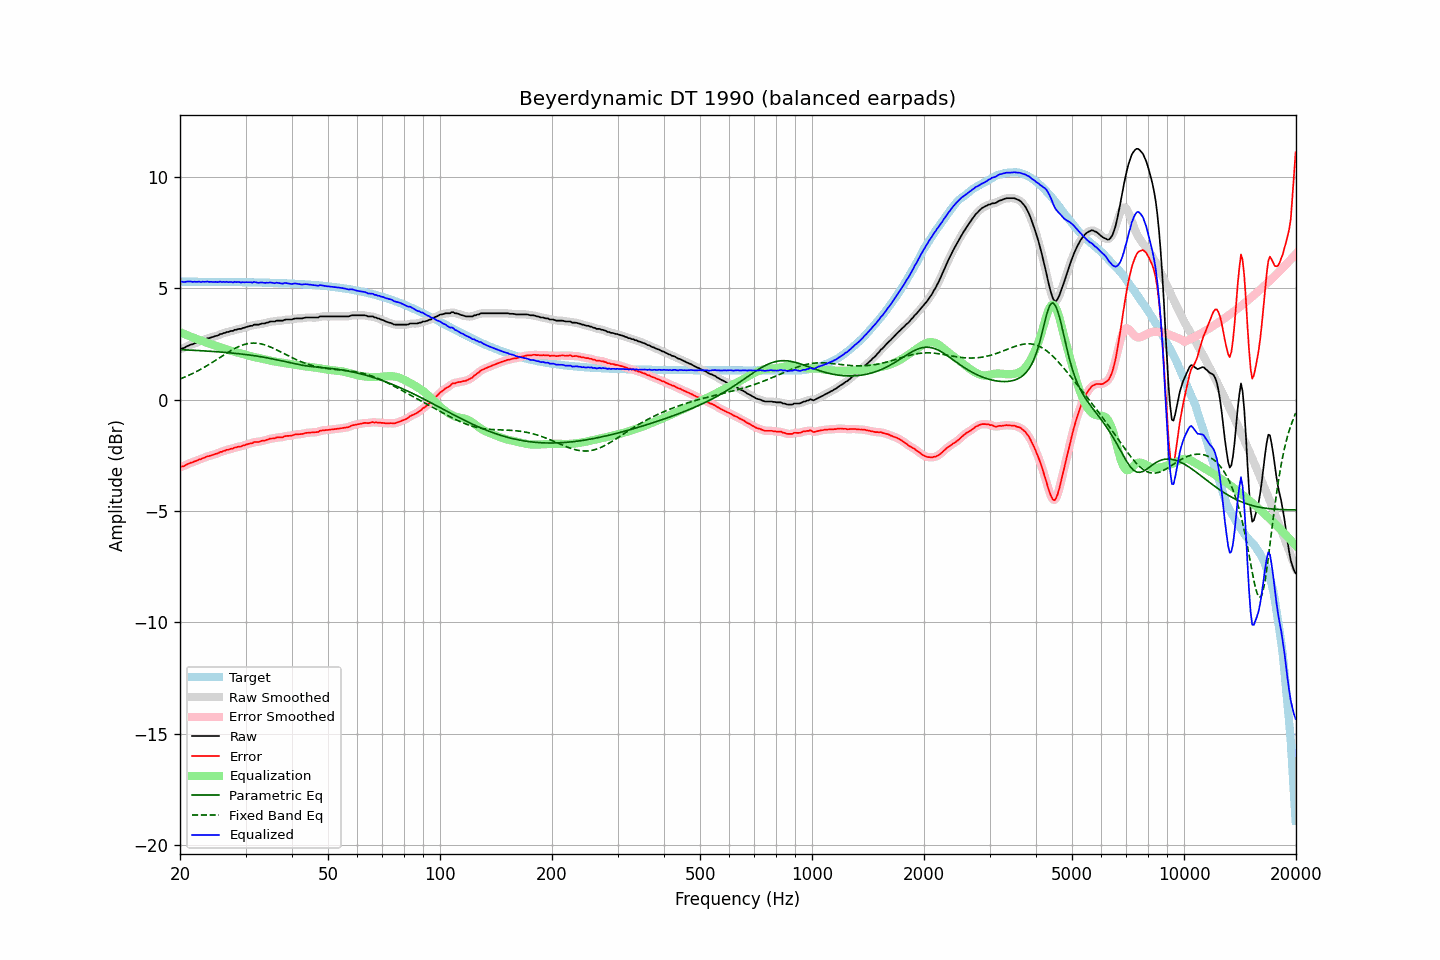 Beyerdynamic DT 1990 (balanced earpads)
Amplitude (dBr)
10
5
0
−5
−10
−15
−20
Target
Raw Smoothed
Error Smoothed
Raw
Error
Equalization
Parametric Eq
Fixed Band Eq
Equalized
20 50 100 200 500 1000 2000 5000 10000 20000
Frequency (Hz)